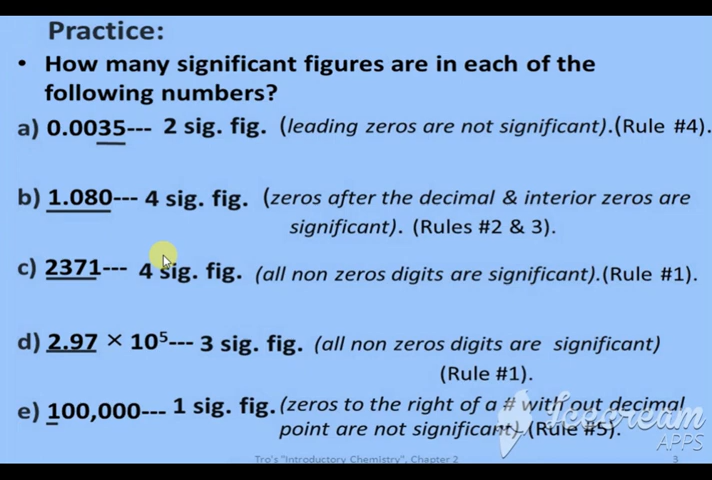 Practice:
• How many significant figures are in each of the
following numbers?
a) 0.0035--- 2 sig. fig. (leading zeros are not significant).(Rule #4).
b) 1.080--- 4 sig. fig. (zeros after the decimal & interior zeros are
significant). (Rules #2 & 3).
c) 2371--- 4 sig. fig. (all non zeros digits are significant).(Rule #1).
d) 2.97 × 10⁵--- 3 sig. fig. (all non zeros digits are significant)
(Rule #1).
e) 100,000--- 1 sig. fig. (zeros to the right of a # with out decimal
point are not significant). (Rule #5).
Icecream
APPS
Tro's "Introductory Chemistry", Chapter 2
3